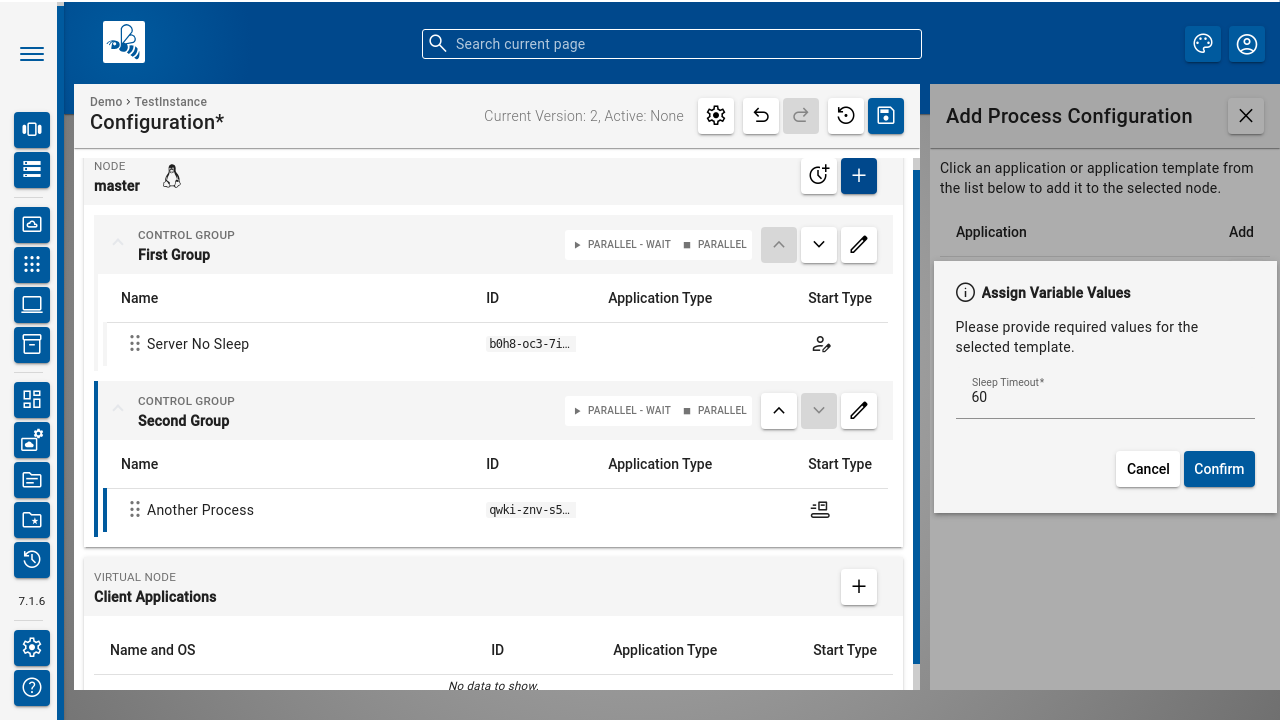 Search current page
Demo › TestInstance
Configuration*
Current Version: 2, Active: None
NODE
master
CONTROL GROUP
First Group
PARALLEL - WAIT PARALLEL
Name ID Application Type Start Type
Server No Sleep b0h8-oc3-7i…
CONTROL GROUP
Second Group
PARALLEL - WAIT PARALLEL
Name ID Application Type Start Type
Another Process qwki-znv-s5…
VIRTUAL NODE
Client Applications
Name and OS ID Application Type Start Type
No data to show.
7.1.6
Add Process Configuration
Click an application or application template from
the list below to add it to the selected node.
Application Add
Assign Variable Values
Please provide required values for the
selected template.
Sleep Timeout*
60
Cancel Confirm